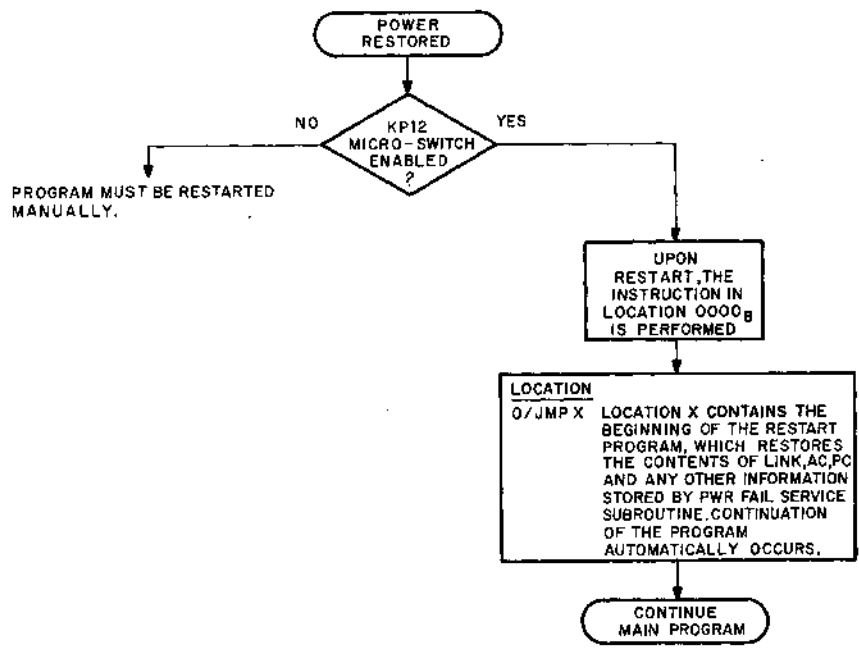 POWER
RESTORED
NO
KP12
MICRO-SWITCH
ENABLED
?
YES
PROGRAM MUST BE RESTARTED
MANUALLY.
UPON
RESTART, THE
INSTRUCTION IN
LOCATION 0000₈
IS PERFORMED
LOCATION
0/JMP X LOCATION X CONTAINS THE
BEGINNING OF THE RESTART
PROGRAM, WHICH RESTORES
THE CONTENTS OF LINK,AC,PC
AND ANY OTHER INFORMATION
STORED BY PWR FAIL SERVICE
SUBROUTINE.CONTINUATION
OF THE PROGRAM
AUTOMATICALLY OCCURS.
CONTINUE
MAIN PROGRAM